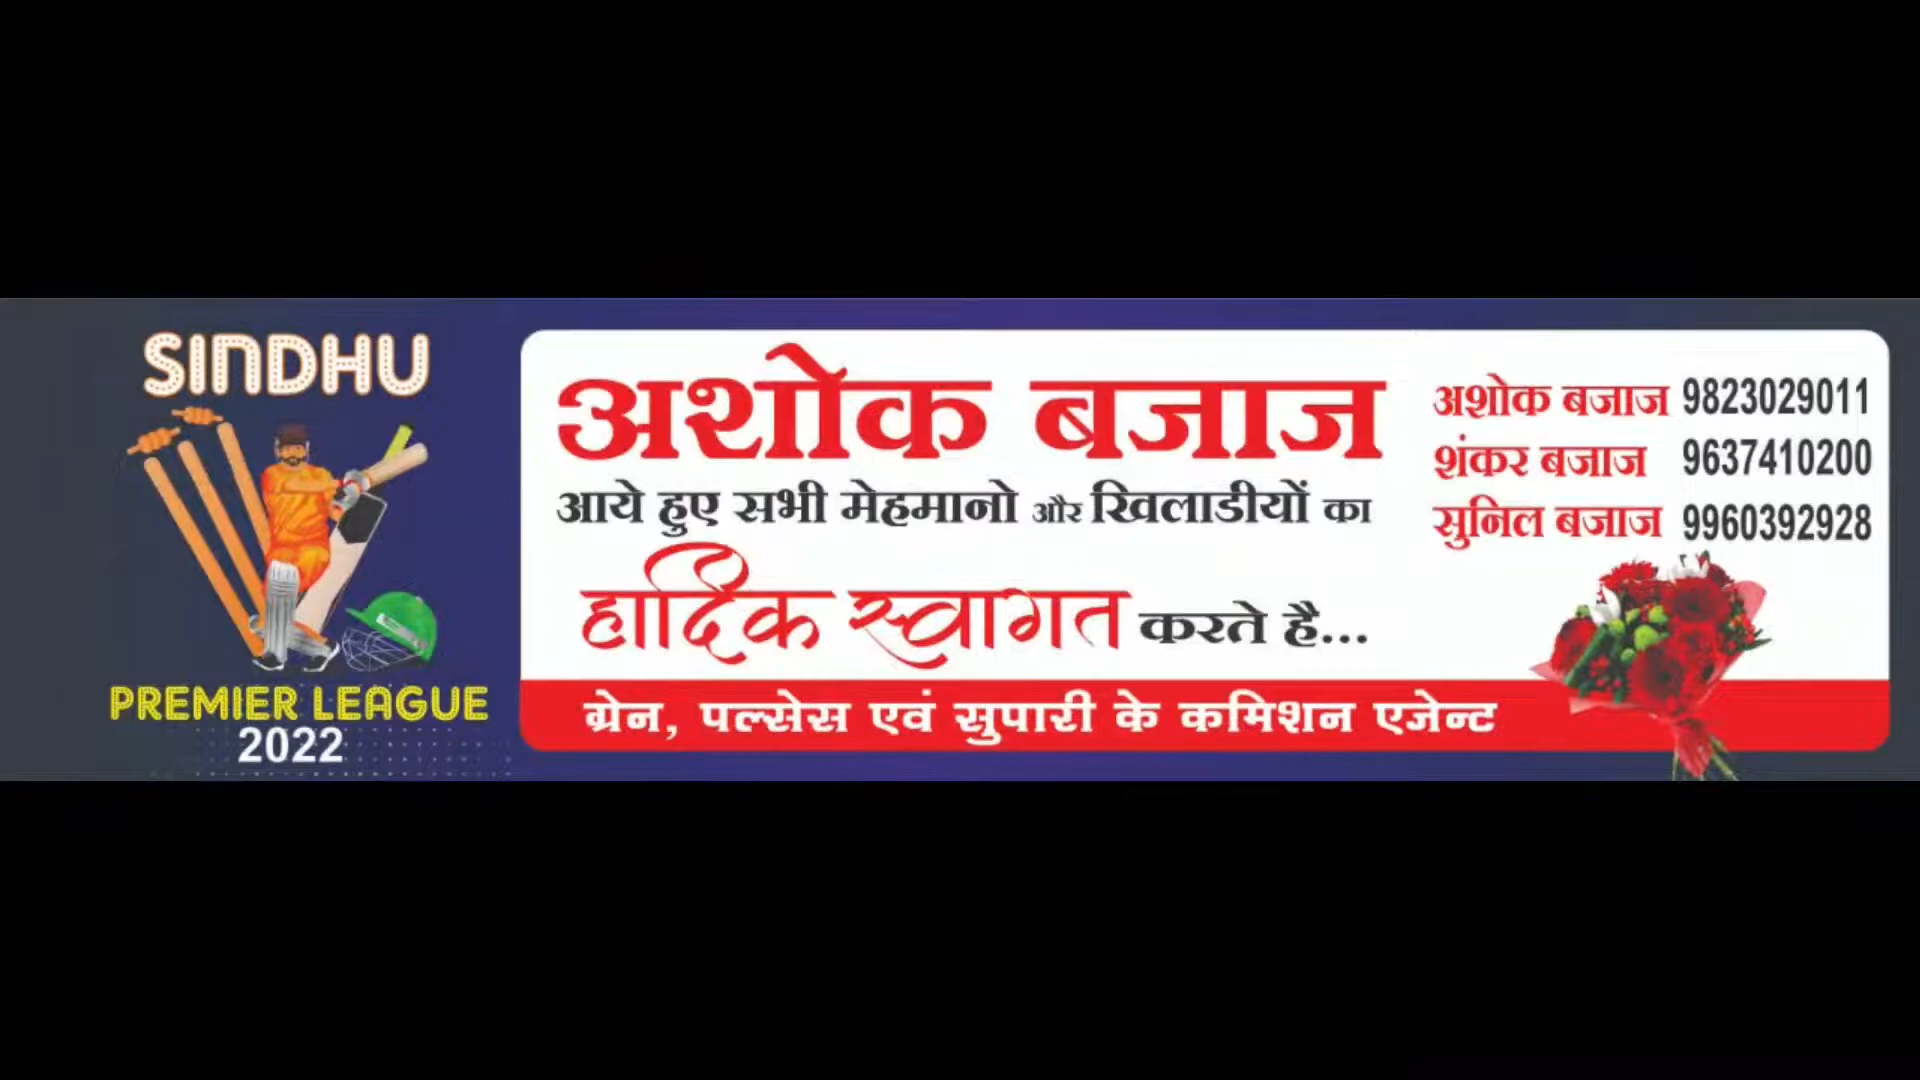 SINDHU
PREMIER LEAGUE
2022
अशोक बजाज
आये हुए सभी मेहमानो और खिलाडीयों का
हार्दिक स्वागत करते है...
ग्रेन, पल्सेस एवं सुपारी के कमिशन एजेन्ट
अशोक बजाज 9823029011
शंकर बजाज 9637410200
सुनिल बजाज 9960392928